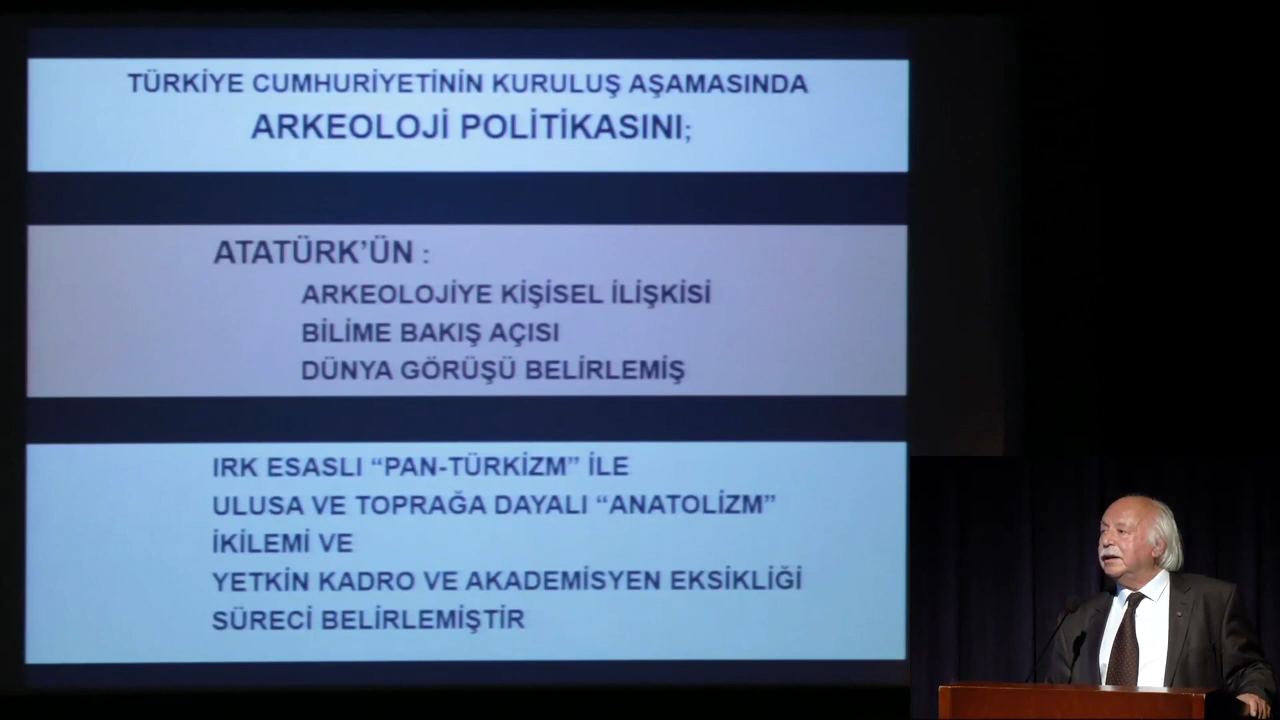 TÜRKİYE CUMHURİYETİNİN KURULUŞ AŞAMASINDA
ARKEOLOJİ POLİTİKASINI;
ATATÜRK’ÜN :
ARKEOLOJİYE KİŞİSEL İLİŞKİSİ
BİLİME BAKIŞ AÇISI
DÜNYA GÖRÜŞÜ BELİRLEMİŞ
IRK ESASLI “PAN-TÜRKİZM” İLE
ULUSA VE TOPRAĞA DAYALI “ANATOLİZM”
İKİLEMİ VE
YETKİN KADRO VE AKADEMİSYEN EKSİKLİĞİ
SÜRECİ BELİRLEMİŞTİR